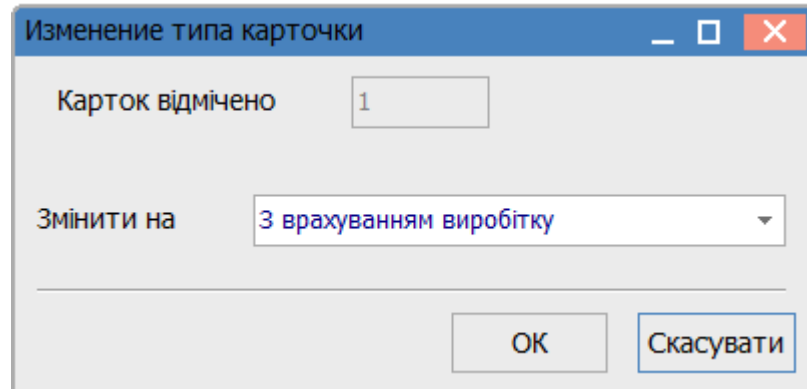 Изменение типа карточки
Карток відмічено 1
Змінити на З врахуванням виробітку
ОК Скасувати